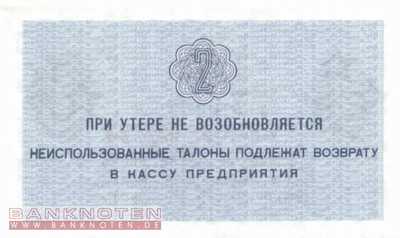 2
ПРИ УТЕРЕ НЕ ВОЗОБНОВЛЯЕТСЯ
НЕИСПОЛЬЗОВАННЫЕ ТАЛОНЫ ПОДЛЕЖАТ ВОЗВРАТУ
В КАССУ ПРЕДПРИЯТИЯ
BANKNOTEN
WWW.BANKNOTEN.DE